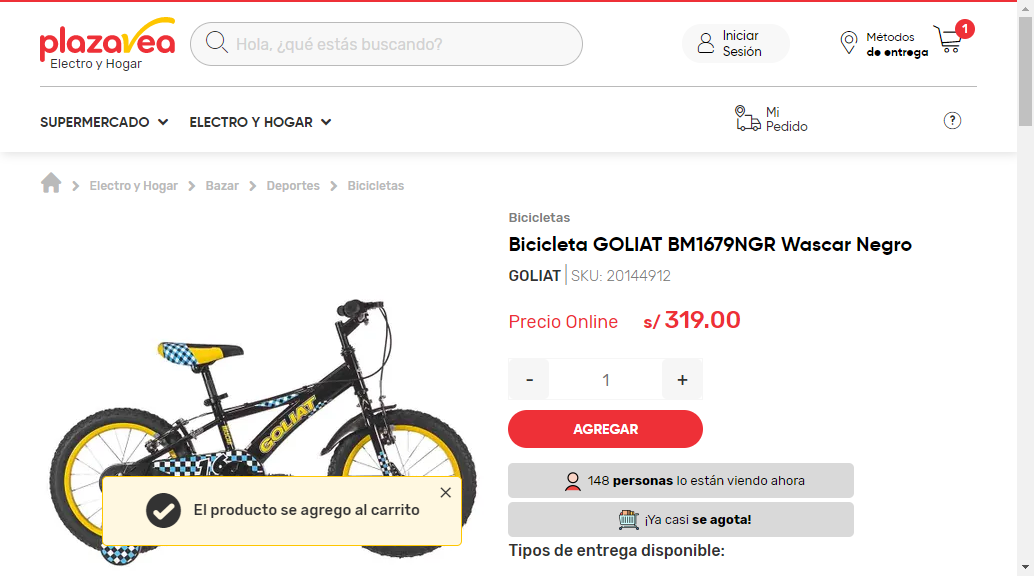 plazavea
Electro y Hogar
Hola, ¿qué estás buscando?
Iniciar
Sesión
Métodos
de entrega
1
SUPERMERCADO
ELECTRO Y HOGAR
Mi
Pedido
?
Electro y Hogar
Bazar
Deportes
Bicicletas
Bicicletas
Bicicleta GOLIAT BM1679NGR Wascar Negro
GOLIAT SKU: 20144912
Precio Online s/ 319.00
- 1 +
AGREGAR
148 personas lo están viendo ahora
¡Ya casi se agota!
Tipos de entrega disponible:
GOLIAT
16
El producto se agrego al carrito